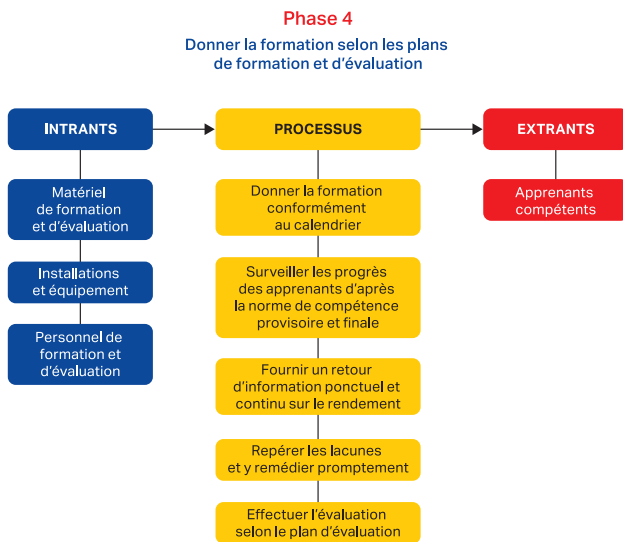 Phase 4
Donner la formation selon les plans
de formation et d'évaluation
INTRANTS
PROCESSUS
EXTRANTS
Matériel
de formation
et d'évaluation
Installations
et équipement
Personnel de
formation et
d'évaluation
Donner la formation
conformément
au calendrier
Surveiller les progrès
des apprenants d'après
la norme de compétence
provisoire et finale
Fournir un retour
d'information ponctuel et
continu sur le rendement
Repérer les lacunes
et y remédier promptement
Effectuer l'évaluation
selon le plan d'évaluation
Apprenants
compétents